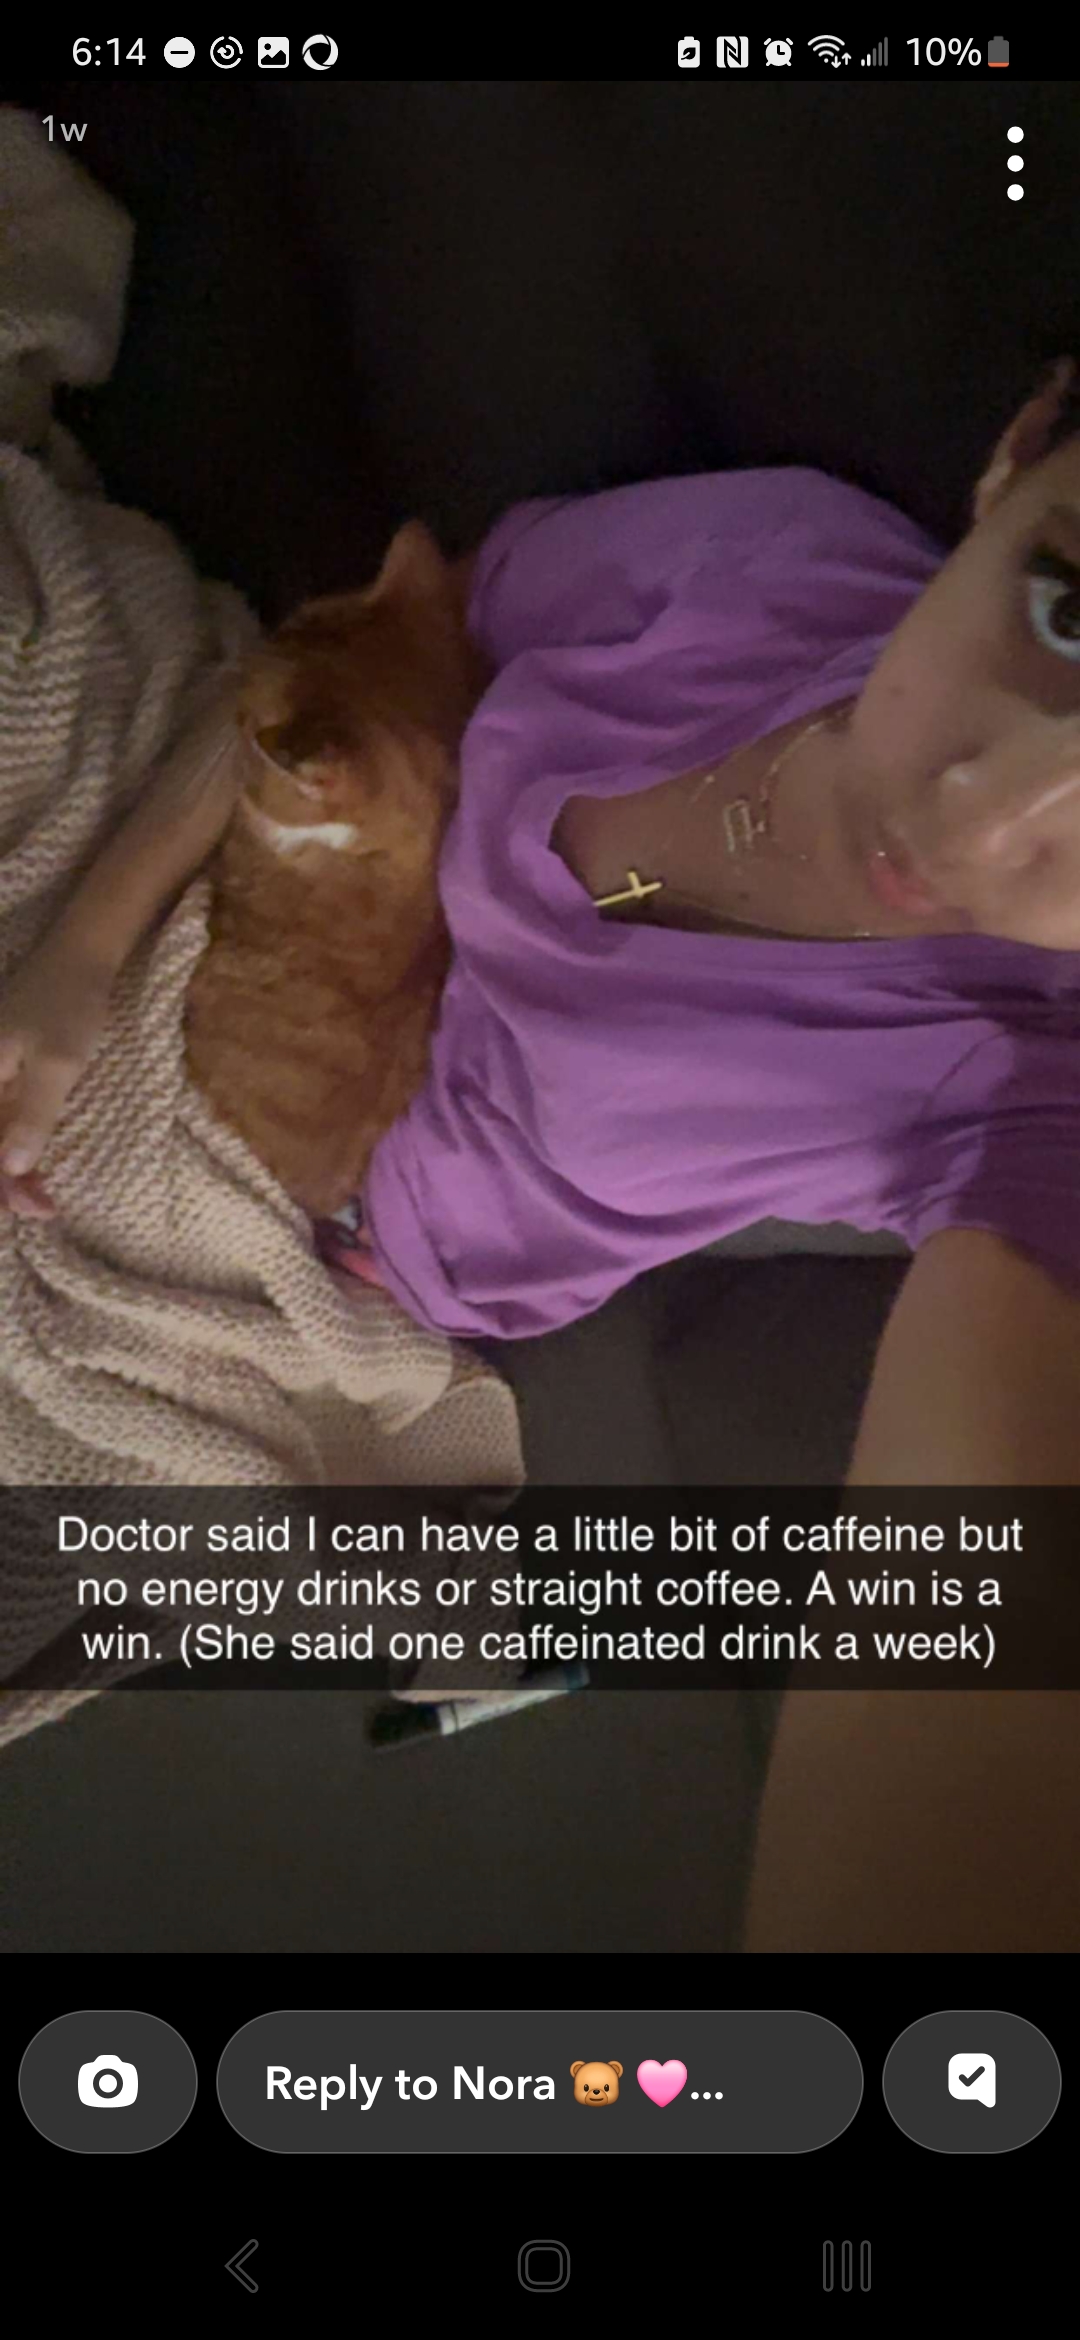 6:14 10%
1w
Doctor said I can have a little bit of caffeine but
no energy drinks or straight coffee. A win is a
win. (She said one caffeinated drink a week)
Reply to Nora 🐻 🩷...